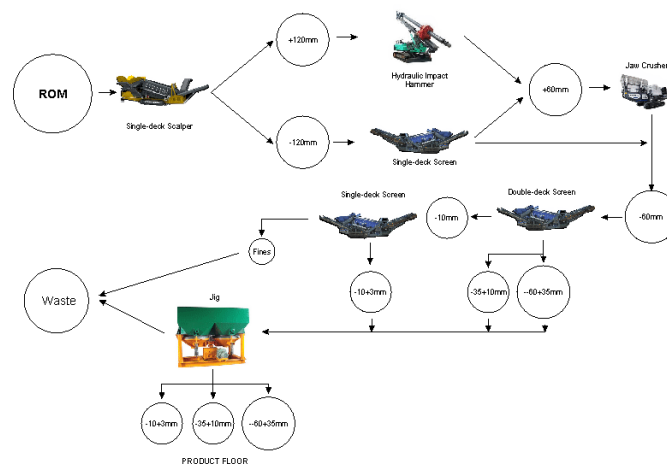 +120mm
Jaw Crusher
ROM
Hydraulic Impact
Hammer
+60mm
Single-deck Scalper
-120mm
Single-deck Screen
Single-deck Screen
Double-deck Screen
-10mm
-60mm
Fines
Waste
Jig
-10+3mm
-35+10mm
--60+35mm
-10+3mm
-35+10mm
--60+35mm
PRODUCT FLOOR